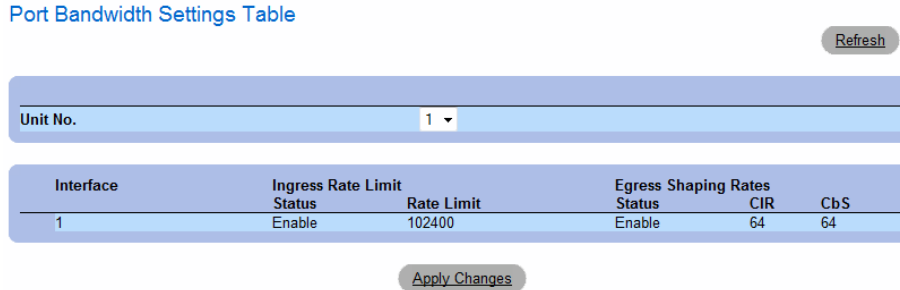 Port Bandwidth Settings Table
Refresh
Unit No. 1
Interface Ingress Rate Limit Egress Shaping Rates
Status Rate Limit Status CIR CbS
1 Enable 102400 Enable 64 64
Apply Changes